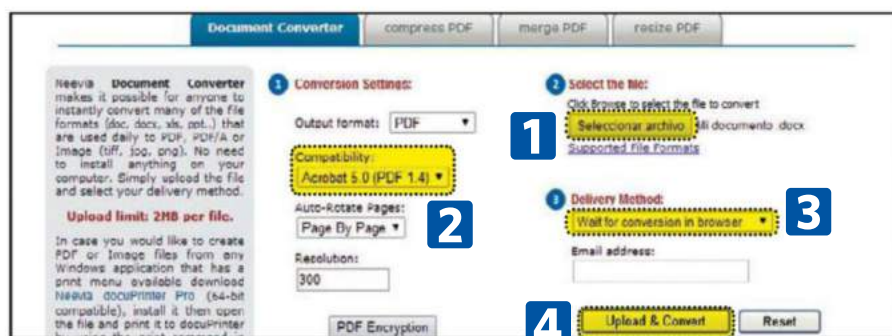 Document Converter
compress PDF
merge PDF
resize PDF
Neevia Document Converter
makes it possible for anyone to
instantly convert many of the file
formats (doc, docx, xls, ppt..) that
are used daily to PDF, PDF/A or
Image (tiff, jpg, png). No need
to install anything on your
computer. Simply upload the file
and select your delivery method.
Upload limit: 2MB per file.
In case you would like to create
PDF or Image files from any
Windows application that has a
print menu available download
Neevia docuPrinter Pro (64-bit
compatible), install it then open
the file and print it to docuPrinter
1 Conversion Settings:
Output format: PDF
Compatibility:
Acrobat 5.0 (PDF 1.4)
Auto-Rotate Pages:
Page By Page
2
Resolution:
300
PDF Encryption
2 Select the file:
Click Browse to select the file to convert
1
Seleccionar archivo Mi documento .docx
Supported File Formats
3 Delivery Method:
Wait for conversion in browser
3
Email address:
4
Upload & Convert
Reset